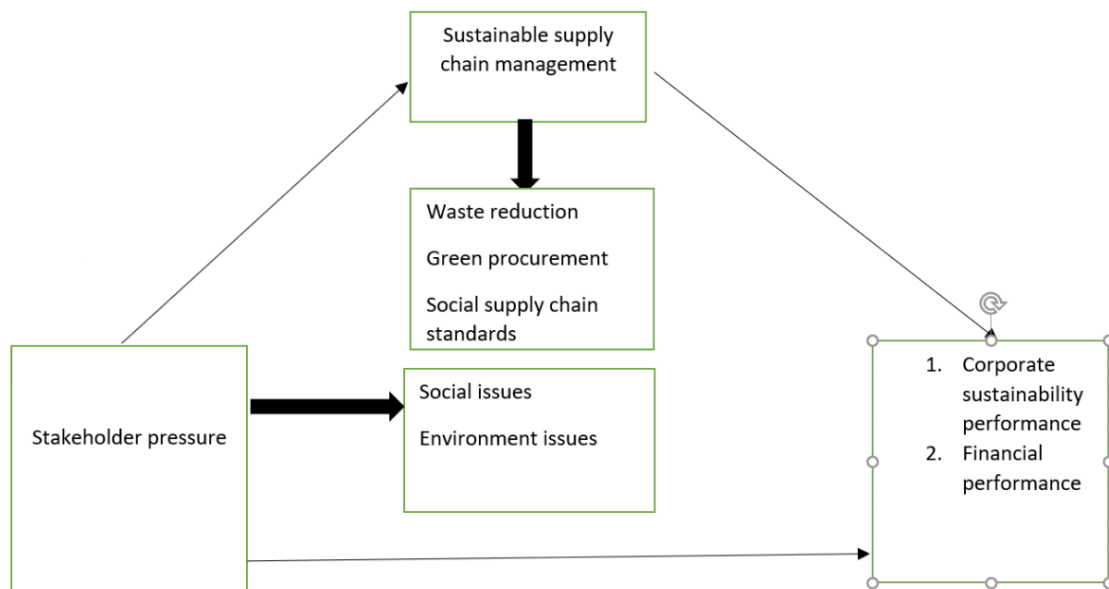 Sustainable supply
chain management
Waste reduction
Green procurement
Social supply chain
standards
Social issues
Environment issues
Stakeholder pressure
1. Corporate
sustainability
performance
2. Financial
performance